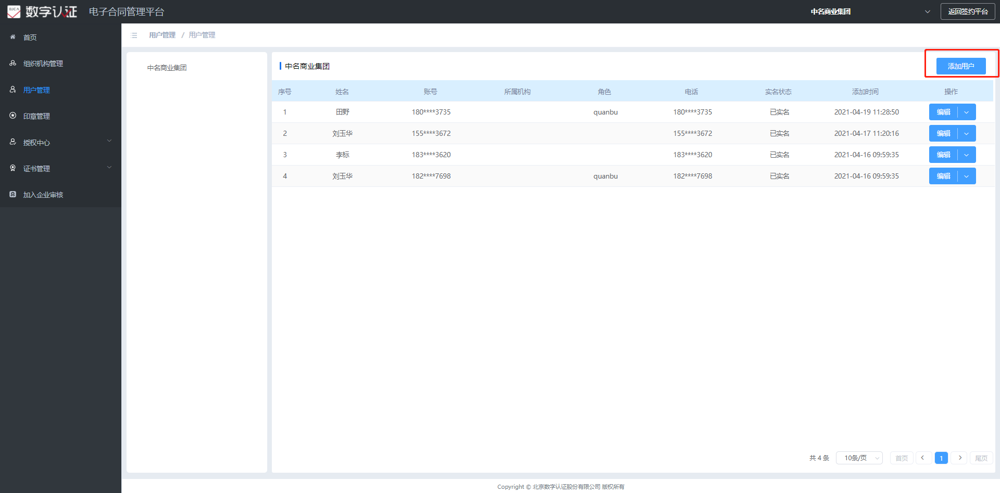 BJCA 数字认证 电子合同管理平台 中名商业集团 返回签约平台
首页
组织机构管理
用户管理
印章管理
授权中心
证书管理
加入企业审核
用户管理 / 用户管理
中名商业集团
中名商业集团 添加用户
序号 姓名 账号 所属机构 角色 电话 实名状态 添加时间 操作
1 田野 180****3735 quanbu 180****3735 已实名 2021-04-19 11:28:50 编辑
2 刘玉华 155****3672 155****3672 已实名 2021-04-17 11:20:16 编辑
3 李标 183****3620 183****3620 已实名 2021-04-16 09:59:35 编辑
4 刘玉华 182****7698 quanbu 182****7698 已实名 2021-04-16 09:59:35 编辑
共 4 条 10条/页 首页 1 尾页
Copyright © 北京数字认证股份有限公司 版权所有